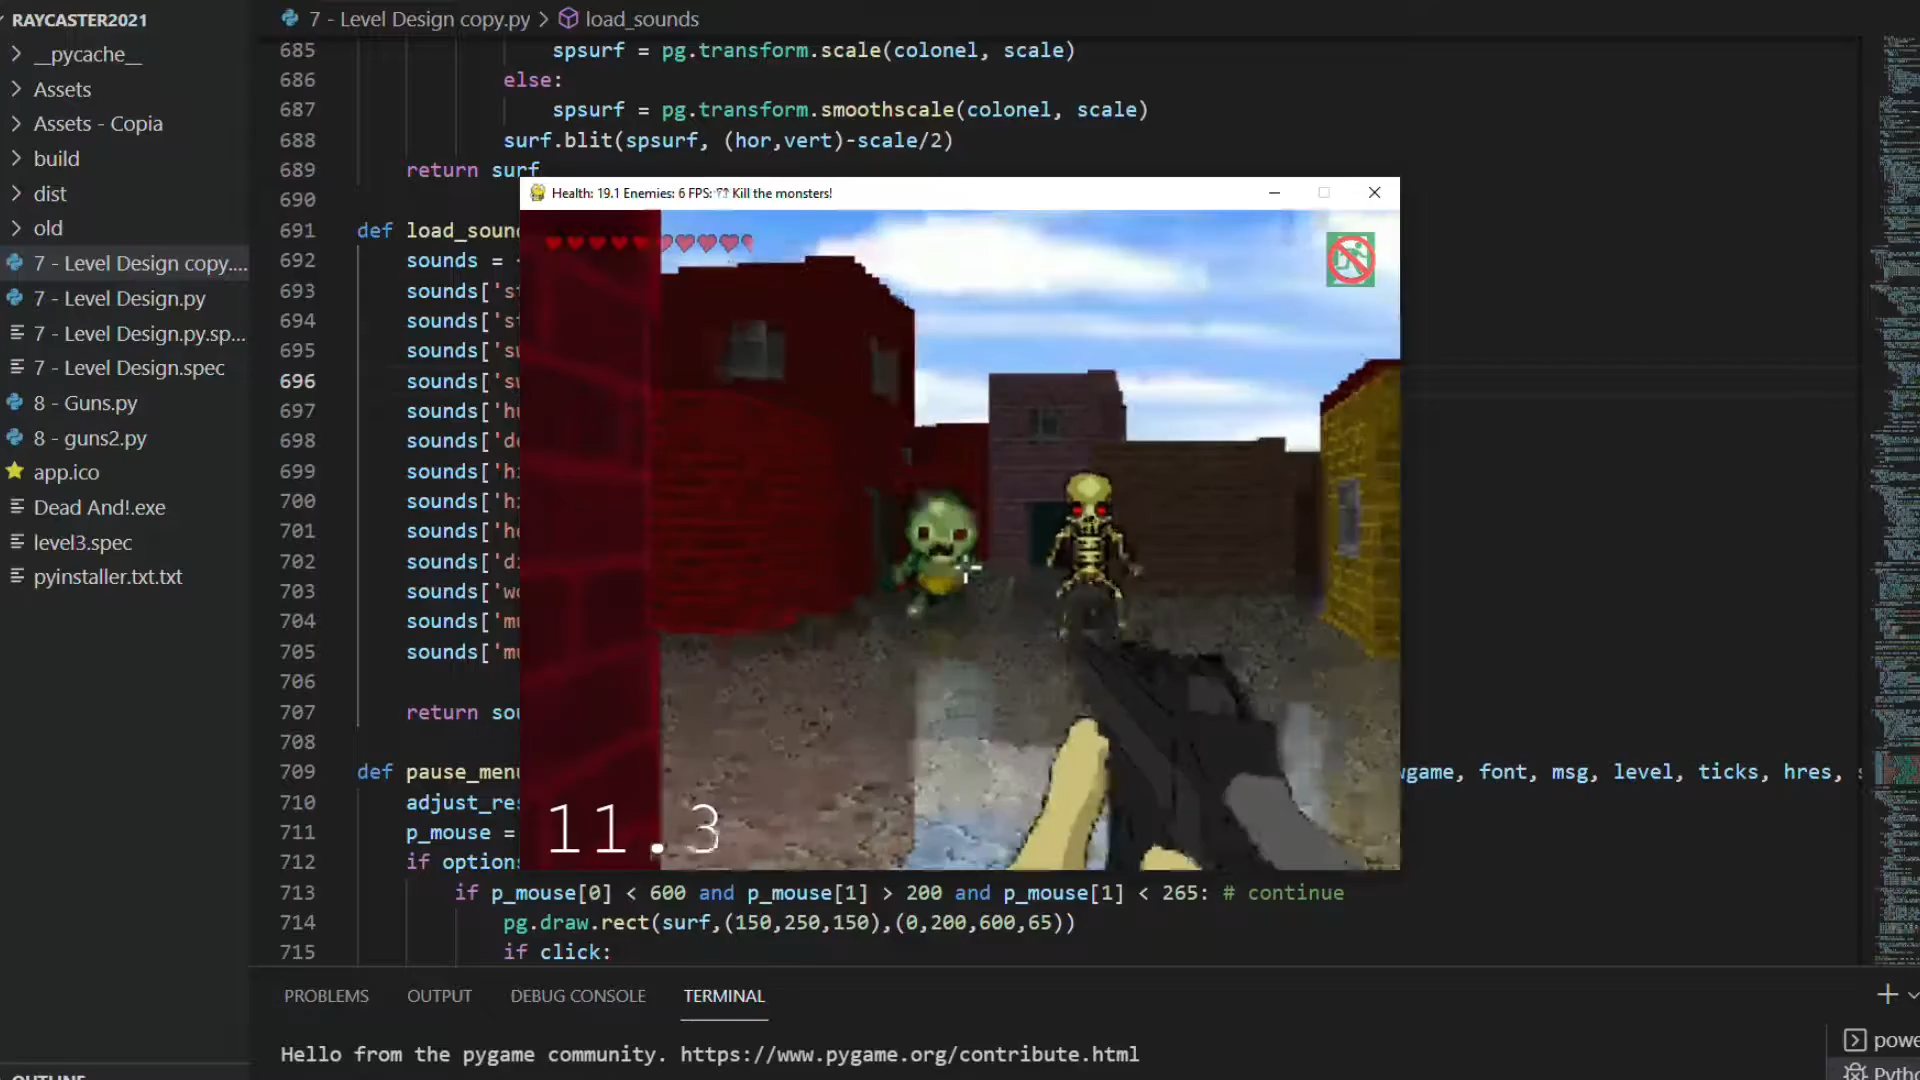 RAYCASTER2021
__pycache__
Assets
Assets - Copia
build
dist
old
7 - Level Design copy....
7 - Level Design.py
7 - Level Design.py.sp...
7 - Level Design.spec
8 - Guns.py
8 - guns2.py
app.ico
Dead And!.exe
level3.spec
pyinstaller.txt.txt
7 - Level Design copy.py > load_sounds
685 spsurf = pg.transform.scale(colonel, scale)
686 else:
687 spsurf = pg.transform.smoothscale(colonel, scale)
688 surf.blit(spsurf, (hor,vert)-scale/2)
689 return surf
690
691 def load_soun
692 sounds =
693 sounds['s
694 sounds['s
695 sounds['s
696 sounds['s
697 sounds['h
698 sounds['d
699 sounds['h
700 sounds['h
701 sounds['h
702 sounds['d
703 sounds['w
704 sounds['m
705 sounds['m
706
707 return so
708
709 def pause_men game, font, msg, level, ticks, hres,
710 adjust_res
711 p_mouse =
712 if options
713 if p_mouse[0] < 600 and p_mouse[1] > 200 and p_mouse[1] < 265: # continue
714 pg.draw.rect(surf,(150,250,150),(0,200,600,65))
715 if click:
Health: 19.1 Enemies: 6 FPS: Kill the monsters!
11.3
PROBLEMS OUTPUT DEBUG CONSOLE TERMINAL
Hello from the pygame community. https://www.pygame.org/contribute.html
powe
Pytho